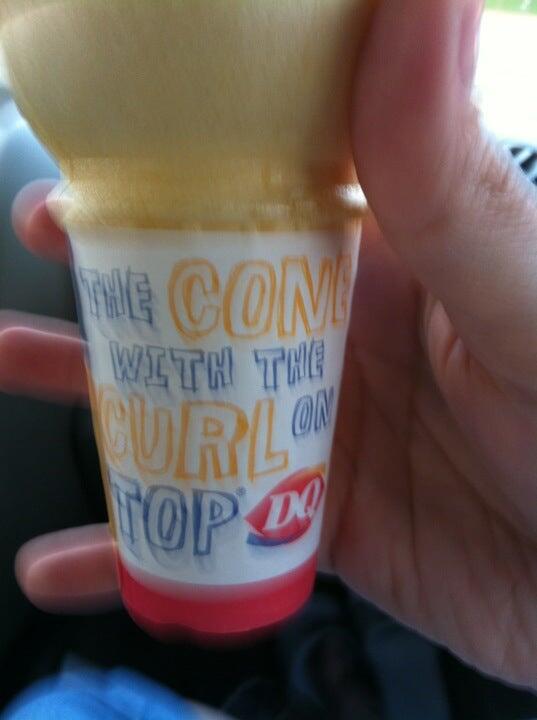 THE CONE
WITH THE
CURL ON
TOP®
DQ